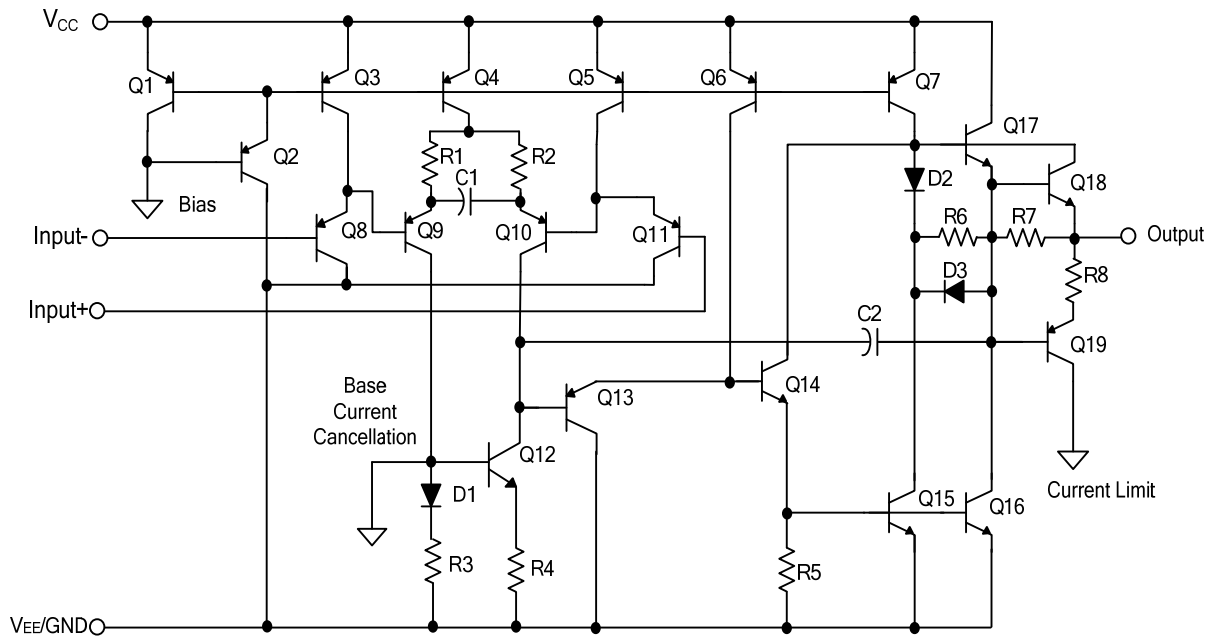 VCC
Q1
Q3
Q4
Q5
Q6
Q7
Q17
Q2
R1
R2
C1
D2
Q18
Bias
Input-
Q8
Q9
Q10
Q11
R6
R7
Output
D3
R8
Input+
C2
Q19
Base
Current
Cancellation
Q13
Q14
Q12
D1
Current Limit
Q15
Q16
R3
R4
R5
VEE/GND